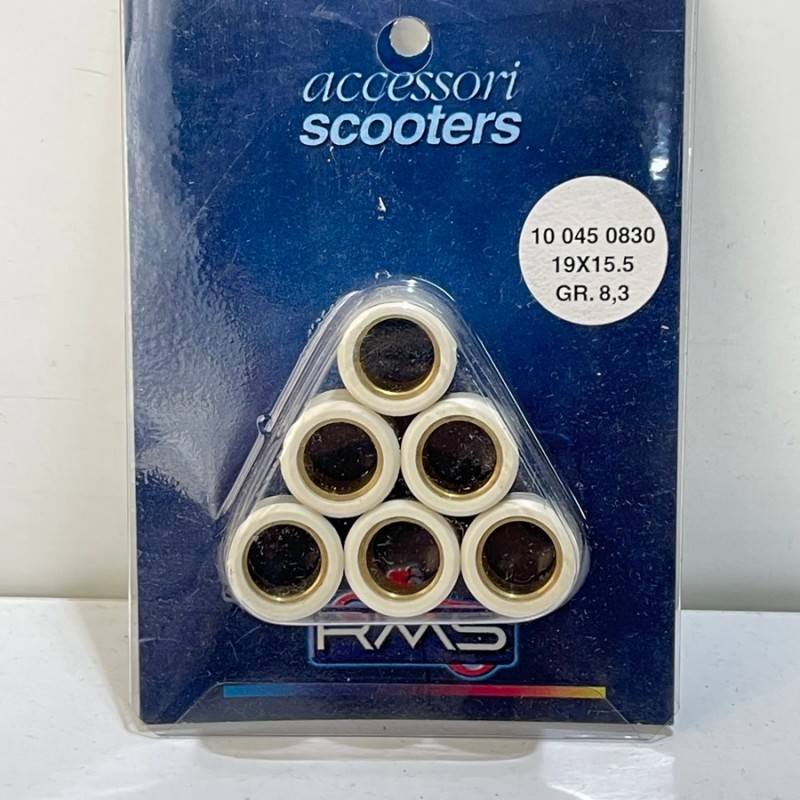 accessori
scooters
10 045 0830
19X15.5
GR. 8,3
RMS